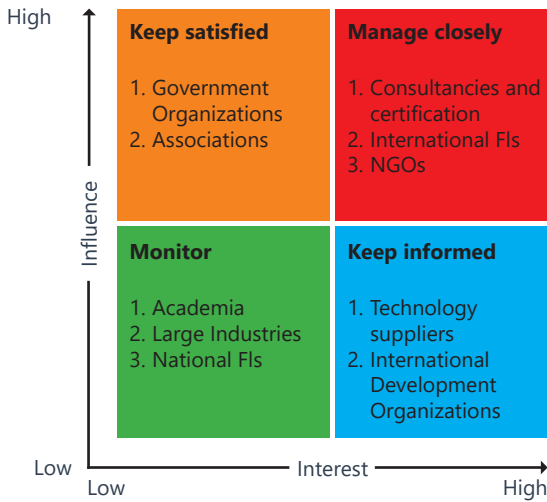 High
Keep satisfied
1. Government
Organizations
2. Associations
Manage closely
1. Consultancies and
certification
2. International FIs
3. NGOs
Influence
Monitor
1. Academia
2. Large Industries
3. National FIs
Keep informed
1. Technology
suppliers
2. International
Development
Organizations
Low
Low
Interest
High